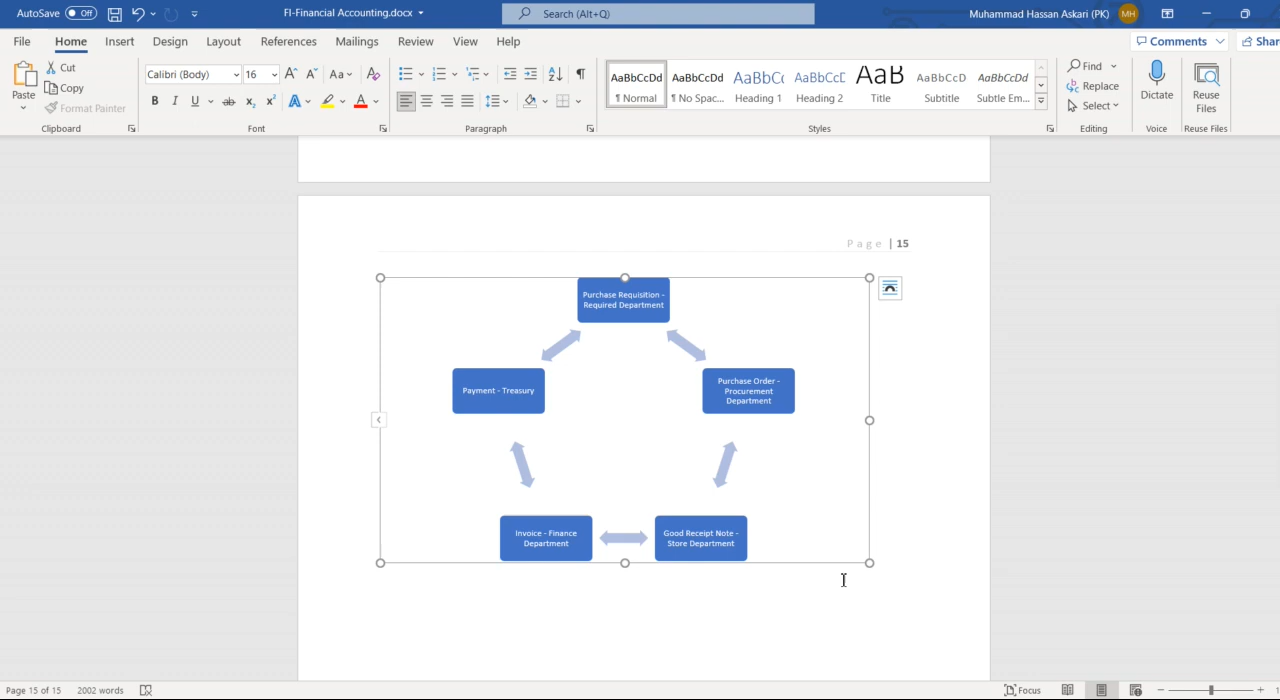 AutoSave Off FI-Financial Accounting.docx Search (Alt+Q) Muhammad Hassan Askari (PK) MH
File Home Insert Design Layout References Mailings Review View Help Comments Shar
Paste
Cut
Copy
Format Painter
Clipboard
Calibri (Body) 16
Font
Paragraph
AaBbCcDd AaBbCcDd AaBbCc AaBbCcD AaB AaBbCcD AaBbCcDd
¶ Normal ¶ No Spac... Heading 1 Heading 2 Title Subtitle Subtle Em...
Styles
Find
Replace
Select
Editing
Dictate
Voice
Reuse
Files
Reuse Files
Page | 15
Purchase Requisition -
Required Department
Payment - Treasury
Purchase Order -
Procurement
Department
Invoice - Finance
Department
Good Receipt Note -
Store Department
Page 15 of 15 2002 words Focus